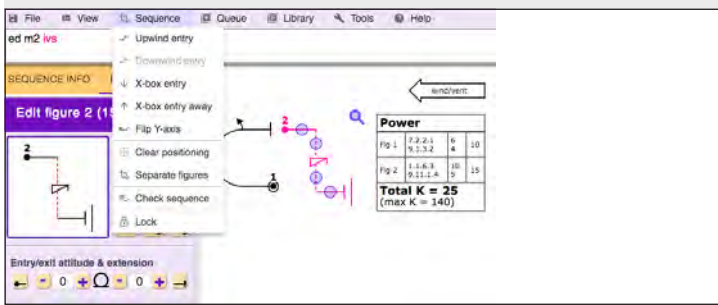 File View Sequence Queue Library Tools Help
ed m2 ivs
Upwind entry
Downwind entry
X-box entry
X-box entry away
Flip Y-axis
Clear positioning
Separate figures
Check sequence
Lock
SEQUENCE INFO
Edit figure 2 (1
2
Entry/exit attitude & extension
- 0 + Ω - 0 +
2
1
wind/vent
Power
Fig 1 7.2.2.1 6 10
9.1.3.2 4
Fig 2 1.1.6.3 10 15
9.11.1.4 5
Total K = 25
(max K = 140)